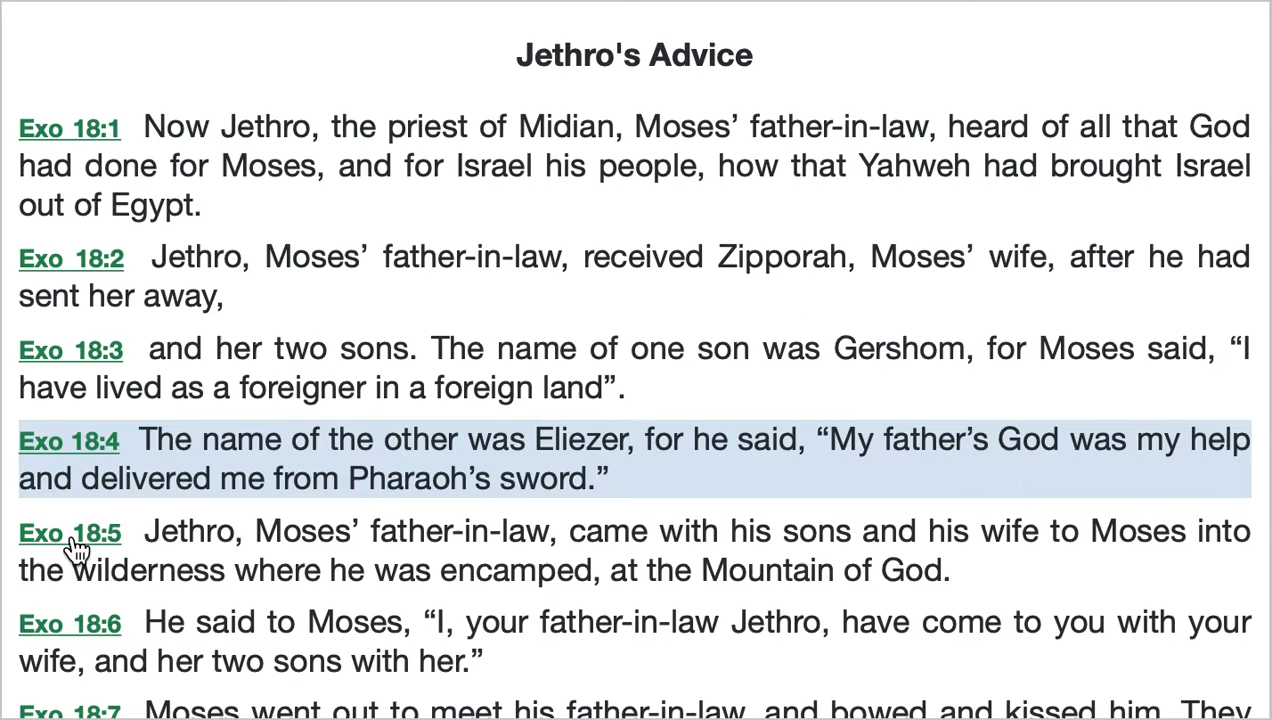 Jethro's Advice
Exo 18:1 Now Jethro, the priest of Midian, Moses’ father-in-law, heard of all that God
had done for Moses, and for Israel his people, how that Yahweh had brought Israel
out of Egypt.
Exo 18:2 Jethro, Moses’ father-in-law, received Zipporah, Moses’ wife, after he had
sent her away,
Exo 18:3 and her two sons. The name of one son was Gershom, for Moses said, “I
have lived as a foreigner in a foreign land”.
Exo 18:4 The name of the other was Eliezer, for he said, “My father’s God was my help
and delivered me from Pharaoh’s sword.”
Exo 18:5 Jethro, Moses’ father-in-law, came with his sons and his wife to Moses into
the wilderness where he was encamped, at the Mountain of God.
Exo 18:6 He said to Moses, “I, your father-in-law Jethro, have come to you with your
wife, and her two sons with her.”
Exo 18:7 Moses went out to meet his father-in-law, and bowed and kissed him. They